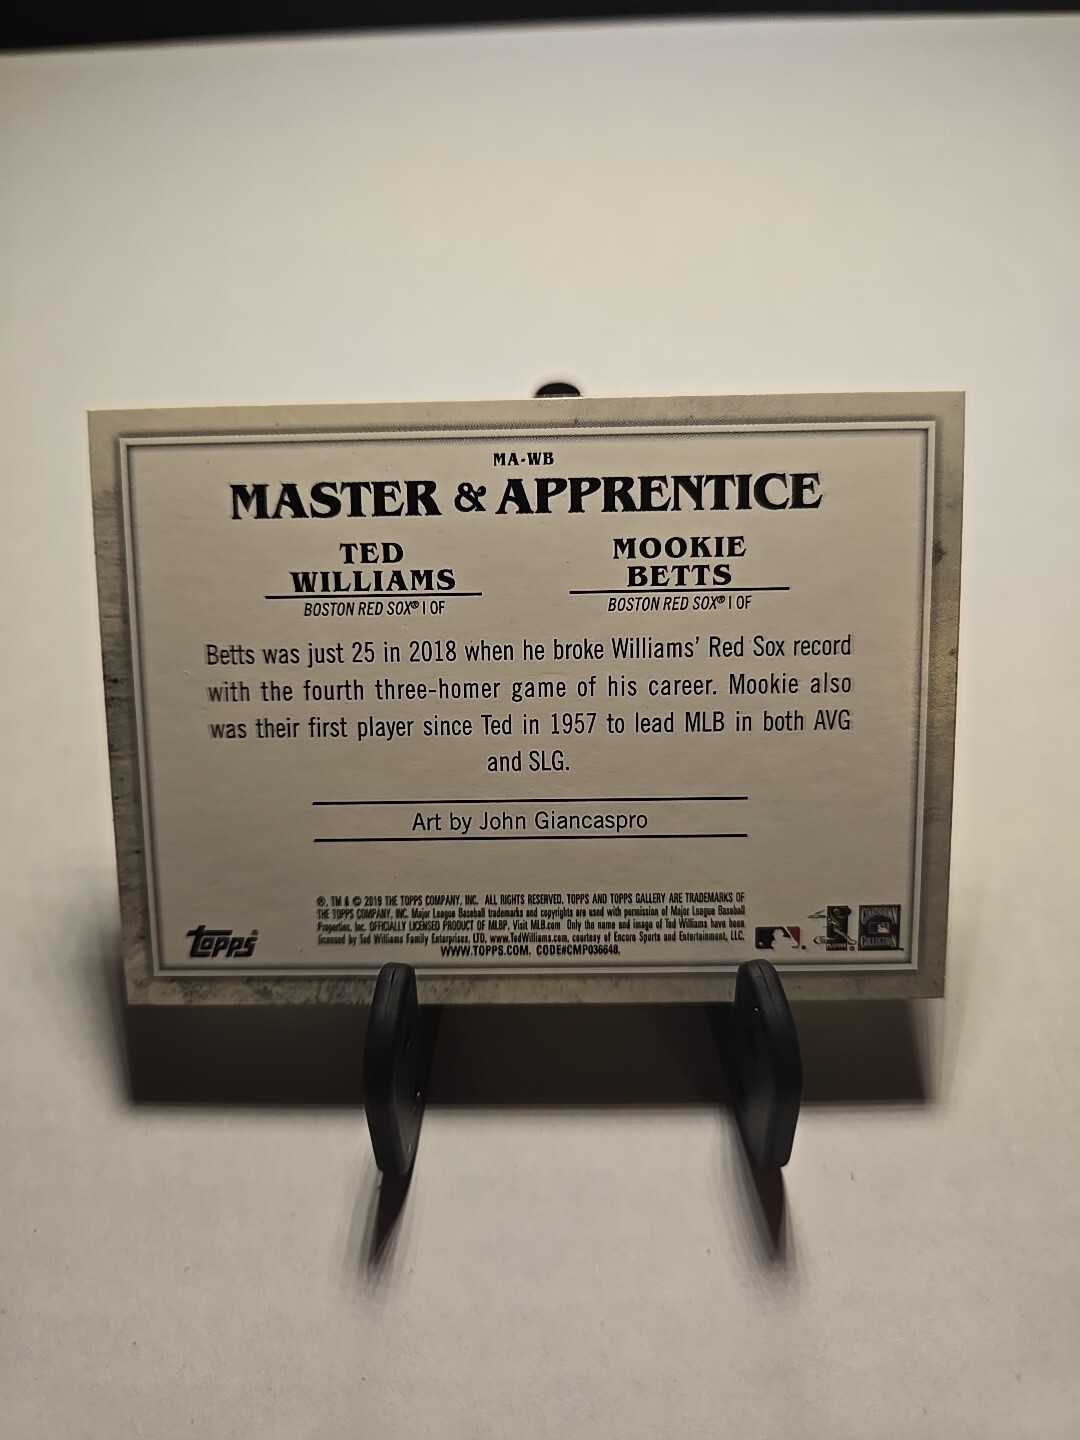 MA-WB
MASTER & APPRENTICE
TED
WILLIAMS
BOSTON RED SOX® | OF
MOOKIE
BETTS
BOSTON RED SOX® | OF
Betts was just 25 in 2018 when he broke Williams' Red Sox record
with the fourth three-homer game of his career. Mookie also
was their first player since Ted in 1957 to lead MLB in both AVG
and SLG.
Art by John Giancaspro
®, TM & © 2019 THE TOPPS COMPANY, INC. ALL RIGHTS RESERVED. TOPPS AND TOPPS GALLERY ARE TRADEMARKS OF
THE TOPPS COMPANY, INC. Major League Baseball trademarks and copyrights are used with permission of Major League Baseball
Properties, Inc. OFFICIALLY LICENSED PRODUCT OF MLBP. Visit MLB.com Only the name and image of Ted Williams have been
licensed by Ted Williams Family Enterprises, LTD, www.TedWilliams.com, courtesy of Encore Sports and Entertainment, LLC.
WWW.TOPPS.COM. CODE#CMP036648.
topps
COOPERSTOWN
COLLECTION